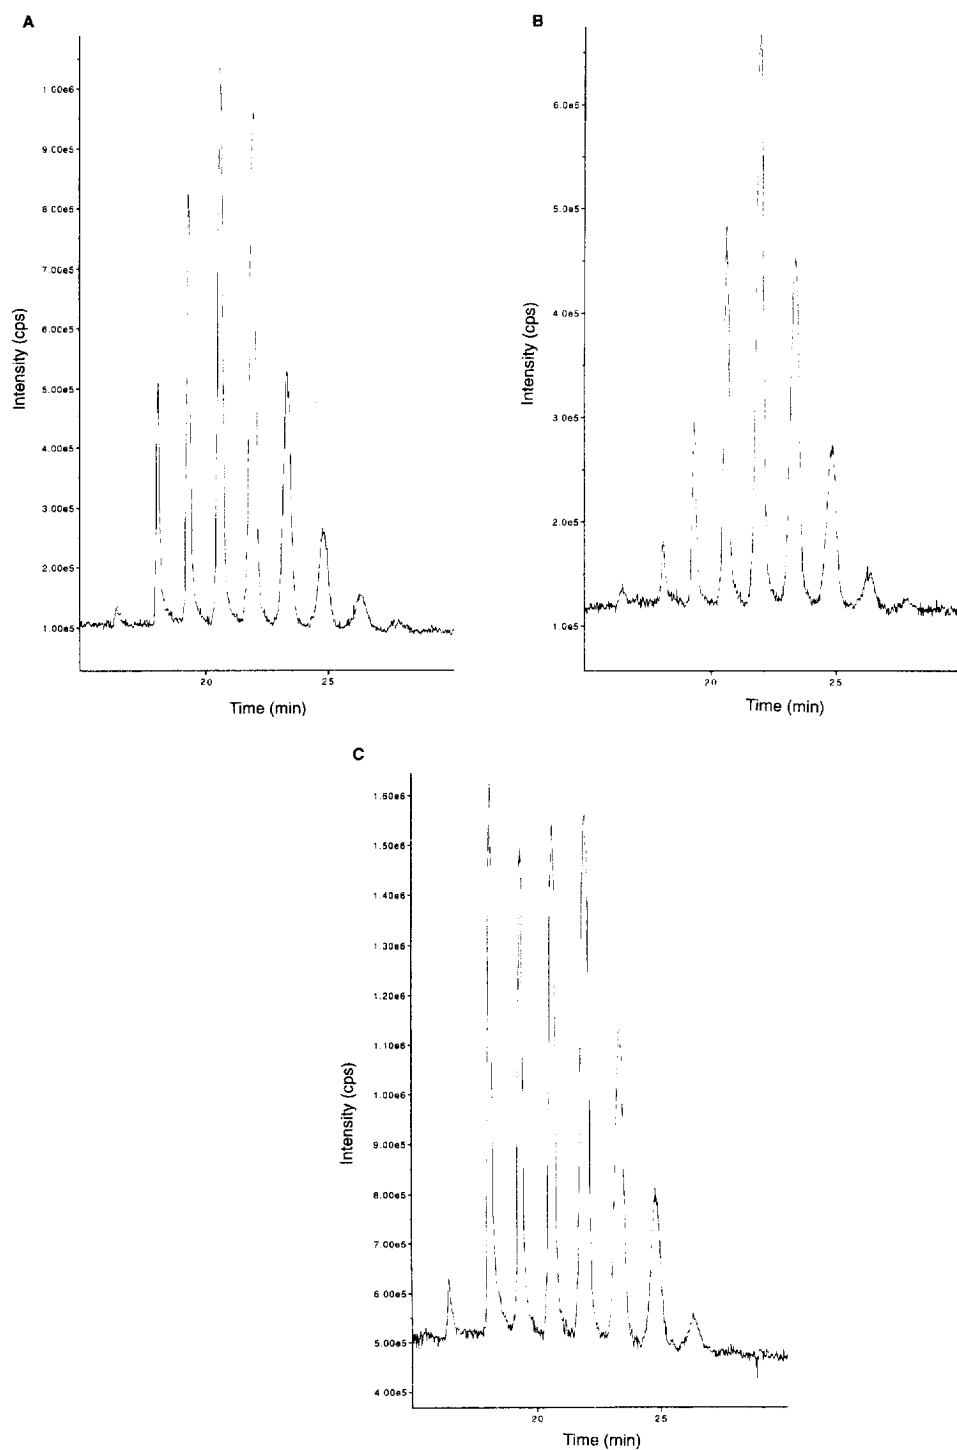 A
1.00e6
9.00e5
8.00e5
7.00e5
6.00e5
5.00e5
4.00e5
3.00e5
2.00e5
1.00e5
Intensity (cps)
20
25
Time (min)
B
6.0e5
5.0e5
4.0e5
3.0e5
2.0e5
1.0e5
Intensity (cps)
20
25
Time (min)
C
1.60e6
1.50e6
1.40e6
1.30e6
1.20e6
1.10e6
1.00e6
9.00e5
8.00e5
7.00e5
6.00e5
5.00e5
4.00e5
Intensity (cps)
20
25
Time (min)